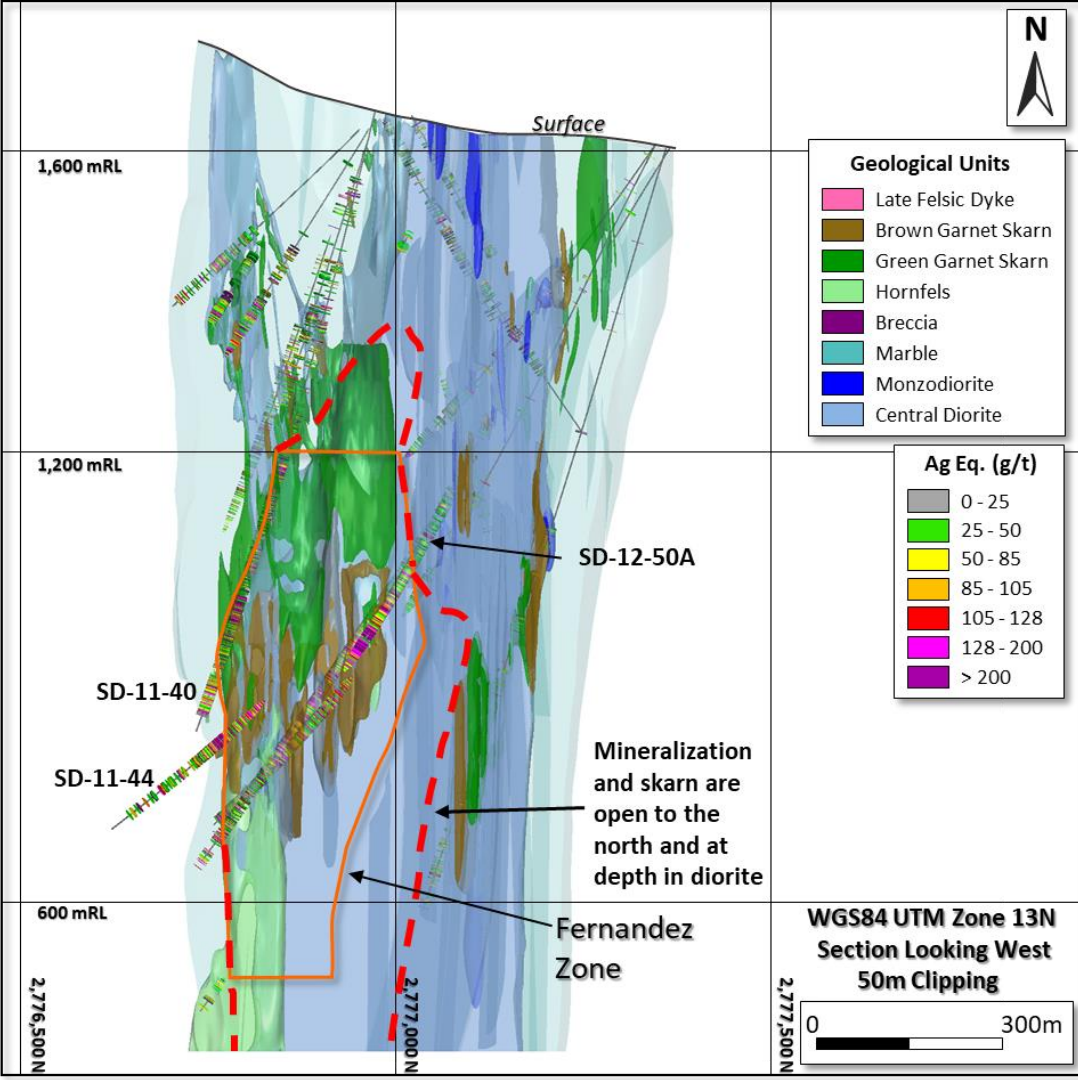 N
Surface
1,600 mRL
Geological Units
Late Felsic Dyke
Brown Garnet Skarn
Green Garnet Skarn
Hornfels
Breccia
Marble
Monzodiorite
Central Diorite
1,200 mRL
Ag Eq. (g/t)
0 - 25
25 - 50
50 - 85
85 - 105
105 - 128
128 - 200
> 200
SD-12-50A
SD-11-40
SD-11-44
Mineralization
and skarn are
open to the
north and at
depth in diorite
600 mRL
Fernandez
Zone
WGS84 UTM Zone 13N
Section Looking West
50m Clipping
0 300m
2,776,500 N
2,777,000 N
2,777,500 N